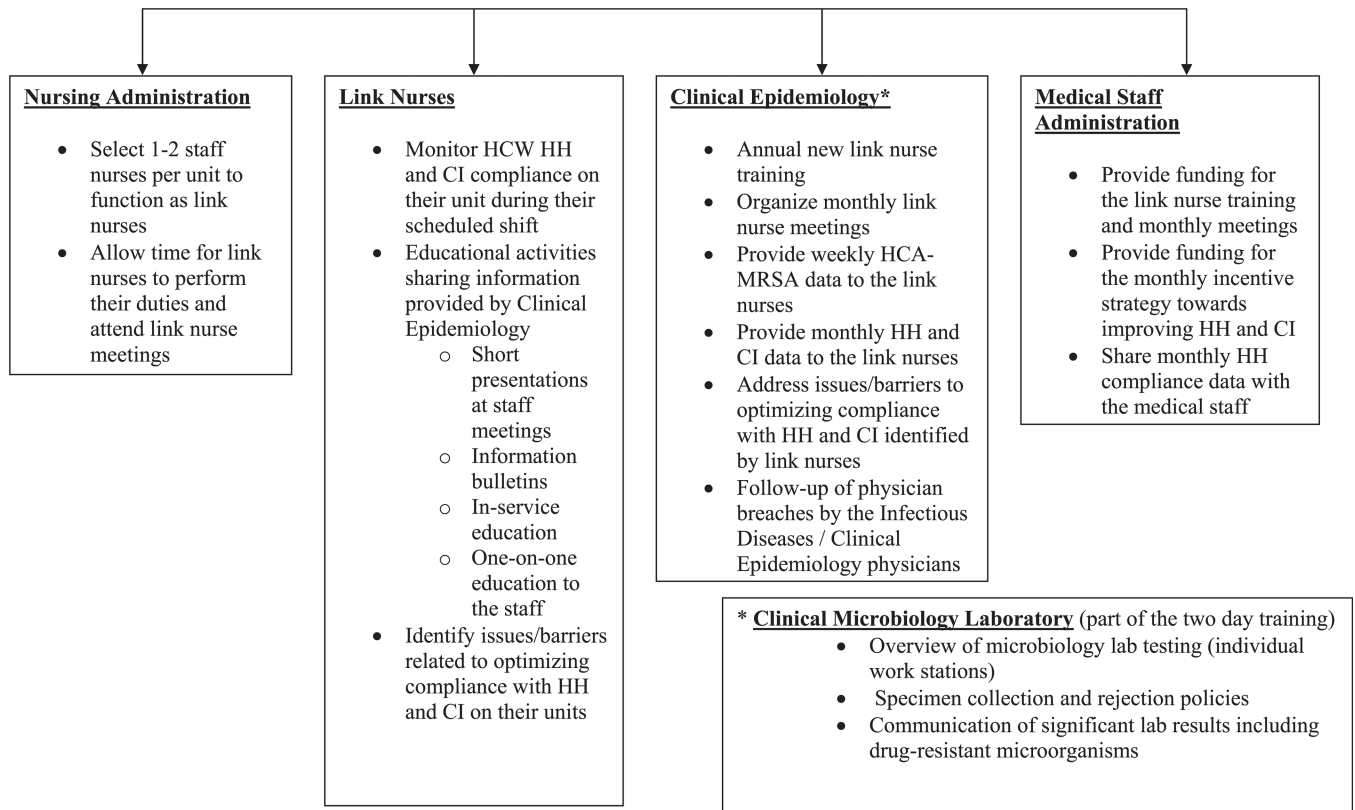 Nursing Administration
• Select 1-2 staff
nurses per unit to
function as link
nurses
• Allow time for link
nurses to perform
their duties and
attend link nurse
meetings
Link Nurses
• Monitor HCW HH
and CI compliance on
their unit during their
scheduled shift
• Educational activities
sharing information
provided by Clinical
Epidemiology
o Short
presentations
at staff
meetings
o Information
bulletins
o In-service
education
o One-on-one
education to
the staff
• Identify issues/barriers
related to optimizing
compliance with HH
and CI on their units
Clinical Epidemiology*
• Annual new link nurse
training
• Organize monthly link
nurse meetings
• Provide weekly HCA-
MRSA data to the link
nurses
• Provide monthly HH and
CI data to the link nurses
• Address issues/barriers to
optimizing compliance
with HH and CI identified
by link nurses
• Follow-up of physician
breaches by the Infectious
Diseases / Clinical
Epidemiology physicians
Medical Staff
Administration
• Provide funding for
the link nurse training
and monthly meetings
• Provide funding for
the monthly incentive
strategy towards
improving HH and CI
• Share monthly HH
compliance data with
the medical staff
* Clinical Microbiology Laboratory (part of the two day training)
• Overview of microbiology lab testing (individual
work stations)
• Specimen collection and rejection policies
• Communication of significant lab results including
drug-resistant microorganisms